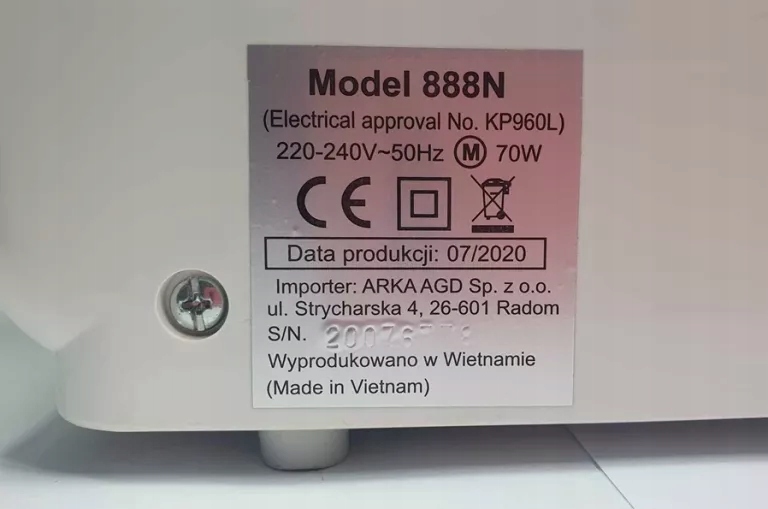 Model 888N
(Electrical approval No. KP960L)
220-240V~50Hz M 70W
CE
Data produkcji: 07/2020
Importer: ARKA AGD Sp. z o.o.
ul. Strycharska 4, 26-601 Radom
S/N.
Wyprodukowano w Wietnamie
(Made in Vietnam)